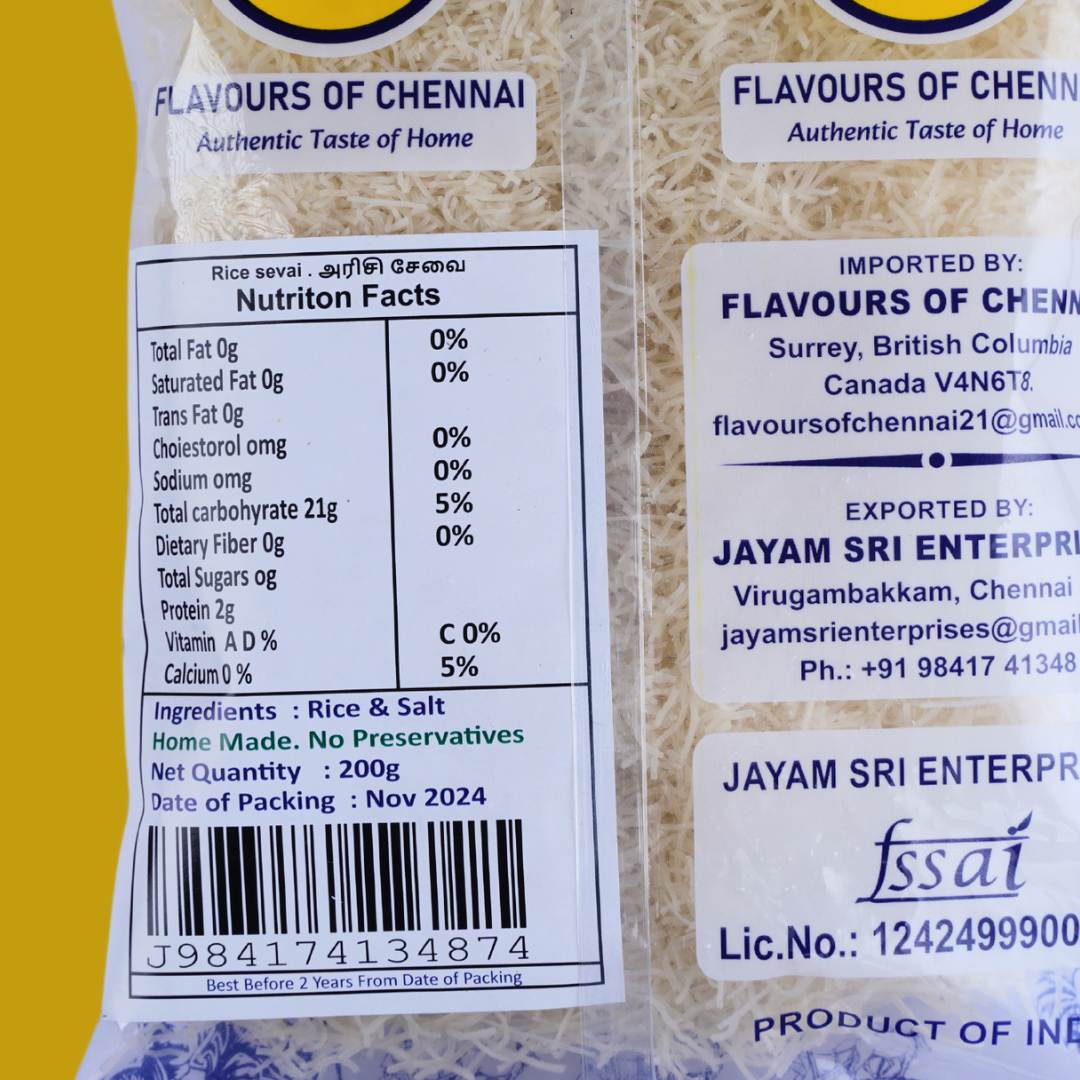 FLAVOURS OF CHENNAI
Authentic Taste of Home
Rice sevai . அரிசி சேவை
Nutriton Facts
Total Fat 0g 0%
Saturated Fat 0g 0%
Trans Fat 0g
Choiestorol omg 0%
Sodium omg 0%
Total carbohyrate 21g 5%
Dietary Fiber 0g 0%
Total Sugars og
Protein 2g
Vitamin A D % C 0%
Calcium 0 % 5%
Ingredients : Rice & Salt
Home Made. No Preservatives
Net Quantity : 200g
Date of Packing : Nov 2024
J984174134874
Best Before 2 Years From Date of Packing
FLAVOURS OF CHENN
Authentic Taste of Home
IMPORTED BY:
FLAVOURS OF CHENN
Surrey, British Columbia
Canada V4N6T8.
flavoursofchennai21@gmail.co
EXPORTED BY:
JAYAM SRI ENTERPRI
Virugambakkam, Chennai
jayamsrienterprises@gmail
Ph.: +91 98417 41348
JAYAM SRI ENTERPR
fssai
Lic.No.: 1242499900
PRODUCT OF IND